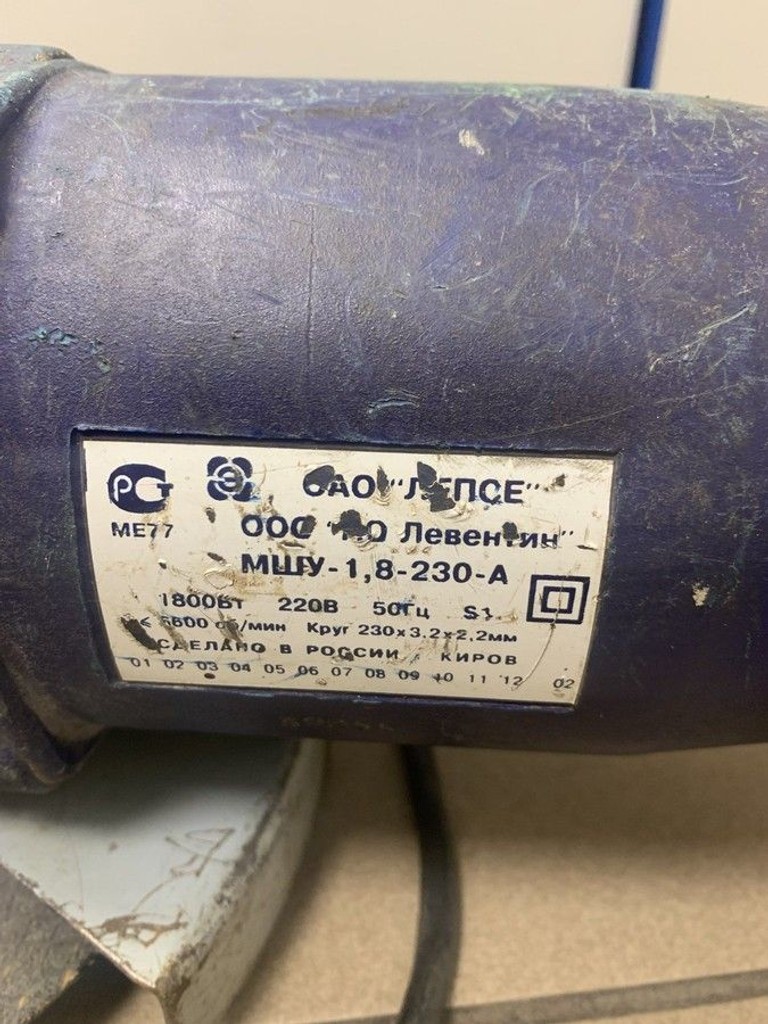 РСТ Э ОАО "ЛЕПСЕ"
МЕ77 ООО "ПО Левентин"
МШУ-1,8-230-А
1800Вт 220В 50Гц S1
6600 об/мин Круг 230х3,2х2,2мм
СДЕЛАНО В РОССИИ г КИРОВ
01 02 03 04 05 06 07 08 09 10 11 12 02